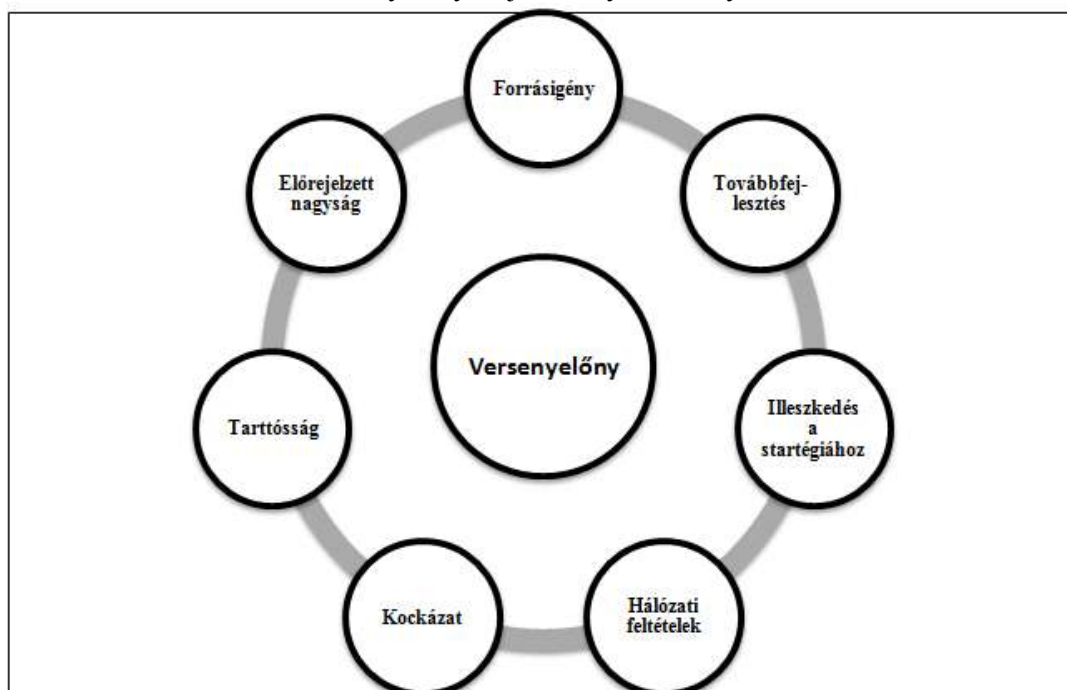 Forrásigény
Továbbfej-
lesztés
Illeszkedés
a
startégiához
Hálózati
feltételek
Kockázat
Tarttósság
Előrejelzett
nagyság
Versenyelőny